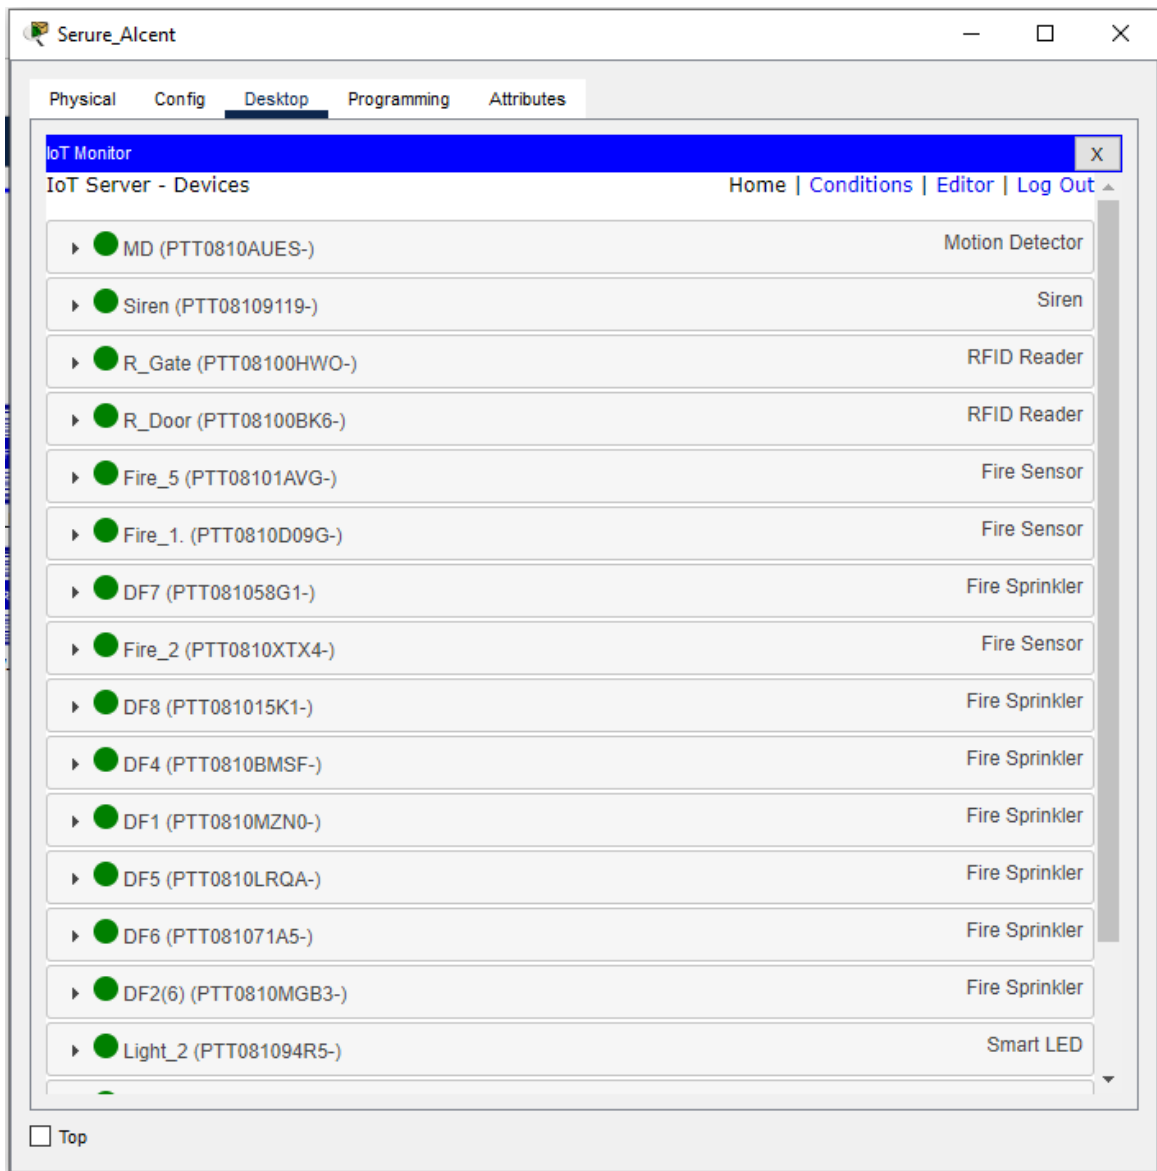 Serure_Alcent
Physical Config Desktop Programming Attributes
IoT Monitor X
IoT Server - Devices Home | Conditions | Editor | Log Out
MD (PTT0810AUES-) Motion Detector
Siren (PTT08109119-) Siren
R_Gate (PTT08100HWO-) RFID Reader
R_Door (PTT08100BK6-) RFID Reader
Fire_5 (PTT08101AVG-) Fire Sensor
Fire_1. (PTT0810D09G-) Fire Sensor
DF7 (PTT081058G1-) Fire Sprinkler
Fire_2 (PTT0810XTX4-) Fire Sensor
DF8 (PTT081015K1-) Fire Sprinkler
DF4 (PTT0810BMSF-) Fire Sprinkler
DF1 (PTT0810MZN0-) Fire Sprinkler
DF5 (PTT0810LRQA-) Fire Sprinkler
DF6 (PTT081071A5-) Fire Sprinkler
DF2(6) (PTT0810MGB3-) Fire Sprinkler
Light_2 (PTT081094R5-) Smart LED
Top